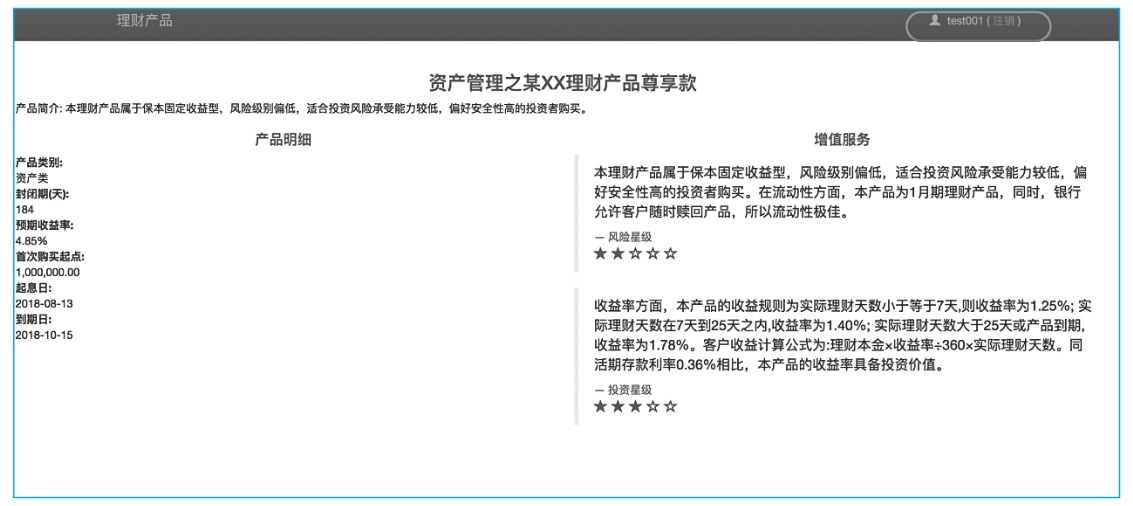 理财产品
test001 ( 注销 )
资产管理之某XX理财产品尊享款
产品简介: 本理财产品属于保本固定收益型，风险级别偏低，适合投资风险承受能力较低，偏好安全性高的投资者购买。
产品明细
产品类别:
资产类
封闭期(天):
184
预期收益率:
4.85%
首次购买起点:
1,000,000.00
起息日:
2018-08-13
到期日:
2018-10-15
增值服务
本理财产品属于保本固定收益型，风险级别偏低，适合投资风险承受能力较低，偏
好安全性高的投资者购买。在流动性方面，本产品为1月期理财产品，同时，银行
允许客户随时赎回产品，所以流动性极佳。
— 风险星级
★★☆☆☆
收益率方面，本产品的收益规则为实际理财天数小于等于7天,则收益率为1.25%; 实
际理财天数在7天到25天之内,收益率为1.40%; 实际理财天数大于25天或产品到期,
收益率为1.78%。客户收益计算公式为:理财本金×收益率÷360×实际理财天数。同
活期存款利率0.36%相比，本产品的收益率具备投资价值。
— 投资星级
★★★☆☆